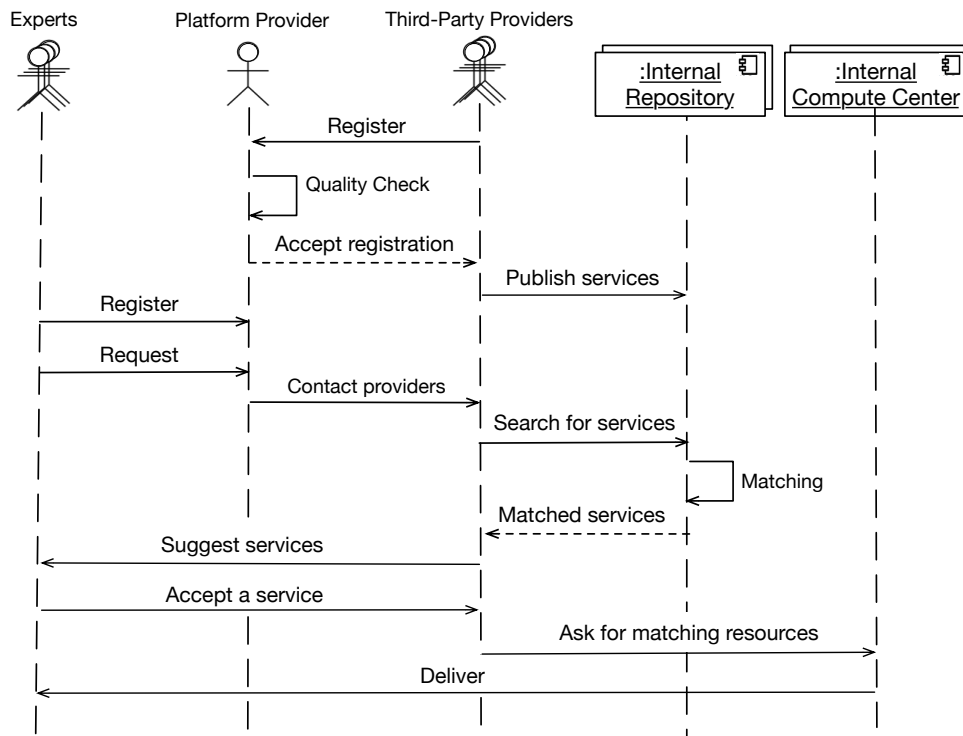 Experts
Platform Provider
Third-Party Providers
:Internal
Repository
:Internal
Compute Center
Register
Quality Check
Accept registration
Publish services
Register
Request
Contact providers
Search for services
Matching
Matched services
Suggest services
Accept a service
Ask for matching resources
Deliver